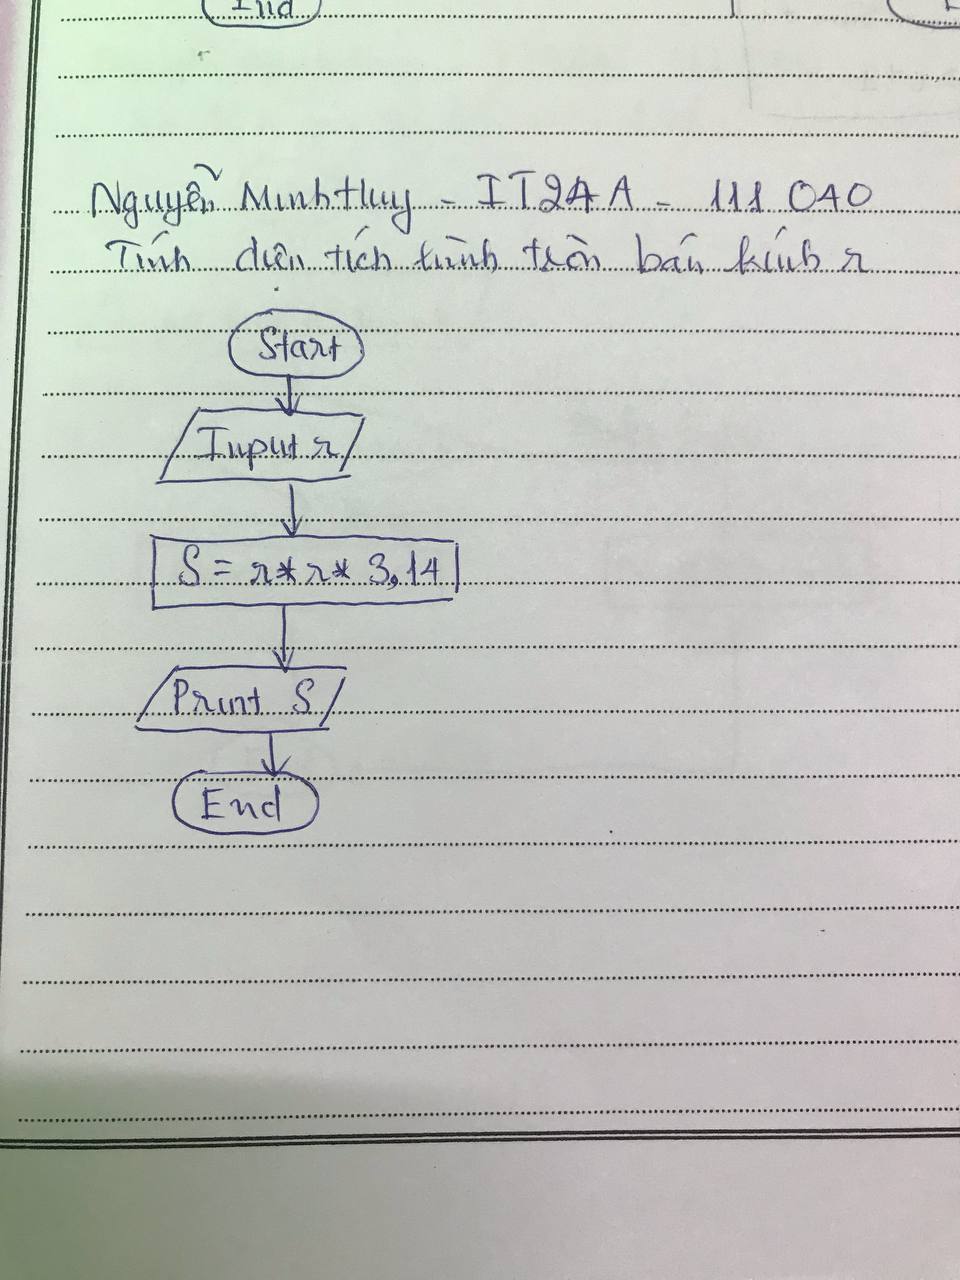 End
Nguyễn Minh Huy - IT24A - 111 040
Tính diện tích hình tròn bán kính r
Start
Input r
S = r * r * 3,14
Print S
End